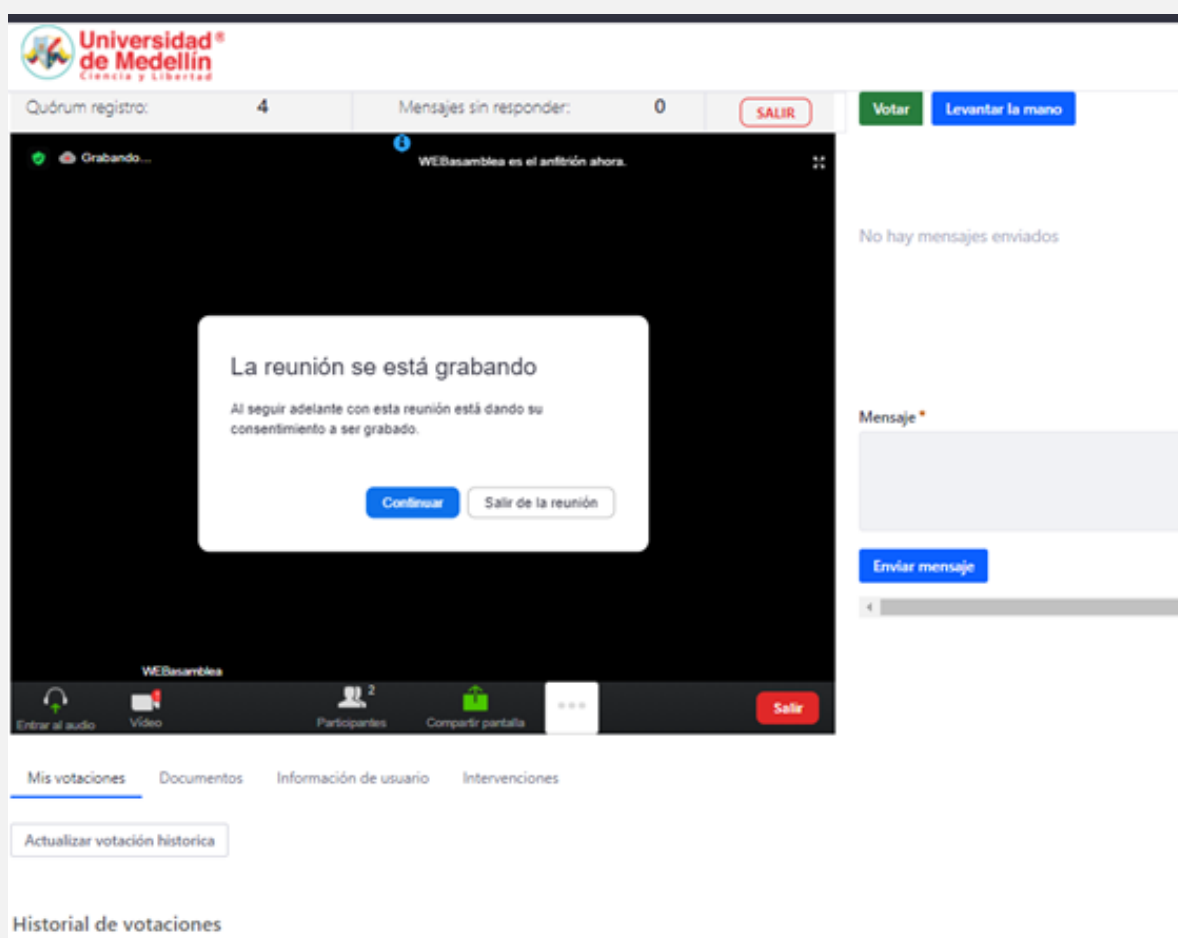 Universidad®
de Medellín
Ciencia y Libertad
Quórum registro: 4 Mensajes sin responder: 0 SALIR Votar Levantar la mano
Grabando... WEBasamblea es el anfitrión ahora.
No hay mensajes enviados
La reunión se está grabando
Al seguir adelante con esta reunión está dando su
consentimiento a ser grabado.
Continuar Salir de la reunión
Mensaje *
Enviar mensaje
WEBasamblea
2
Entrar al audio Vídeo Participantes Compartir pantalla Salir
Mis votaciones Documentos Información de usuario Intervenciones
Actualizar votación historica
Historial de votaciones